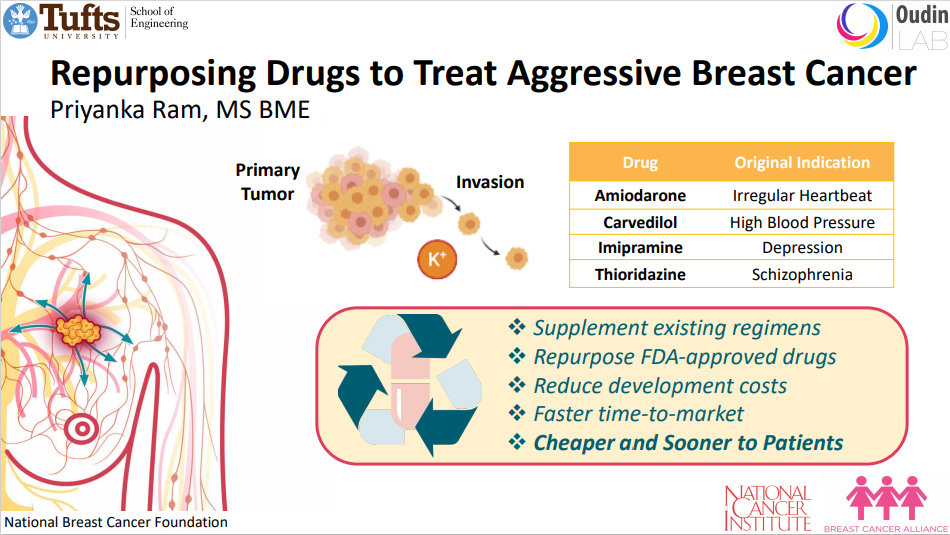 Tufts
UNIVERSITY
School of
Engineering
Oudin
LAB
Repurposing Drugs to Treat Aggressive Breast Cancer
Priyanka Ram, MS BME
Primary
Tumor
Invasion
K+
Drug Original Indication
Amiodarone Irregular Heartbeat
Carvedilol High Blood Pressure
Imipramine Depression
Thioridazine Schizophrenia
❖ Supplement existing regimens
❖ Repurpose FDA-approved drugs
❖ Reduce development costs
❖ Faster time-to-market
❖ Cheaper and Sooner to Patients
National Breast Cancer Foundation
NATIONAL
CANCER
INSTITUTE
BREAST CANCER ALLIANCE